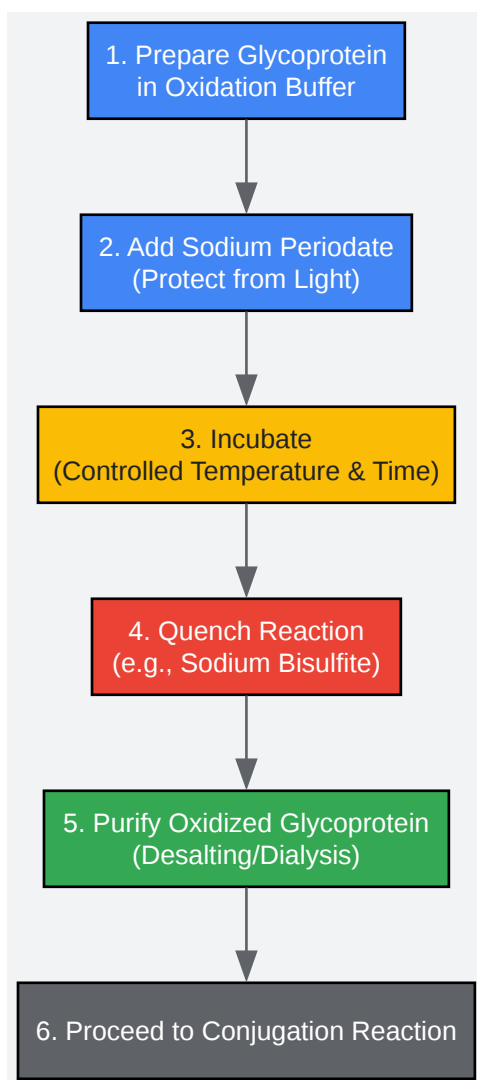 1. Prepare Glycoprotein
in Oxidation Buffer
2. Add Sodium Periodate
(Protect from Light)
3. Incubate
(Controlled Temperature & Time)
4. Quench Reaction
(e.g., Sodium Bisulfite)
5. Purify Oxidized Glycoprotein
(Desalting/Dialysis)
6. Proceed to Conjugation Reaction